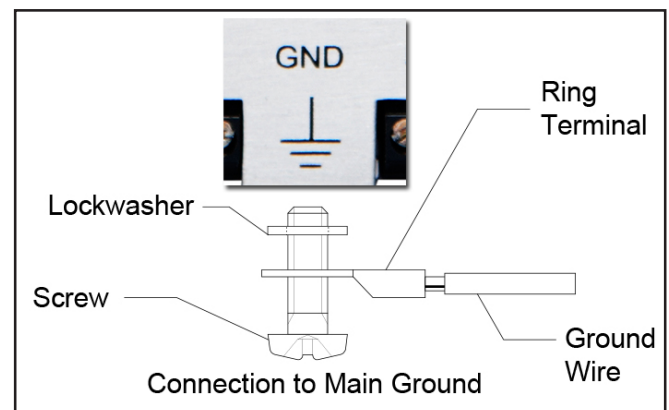 GND
Ring
Terminal
Lockwasher
Screw
Ground
Wire
Connection to Main Ground